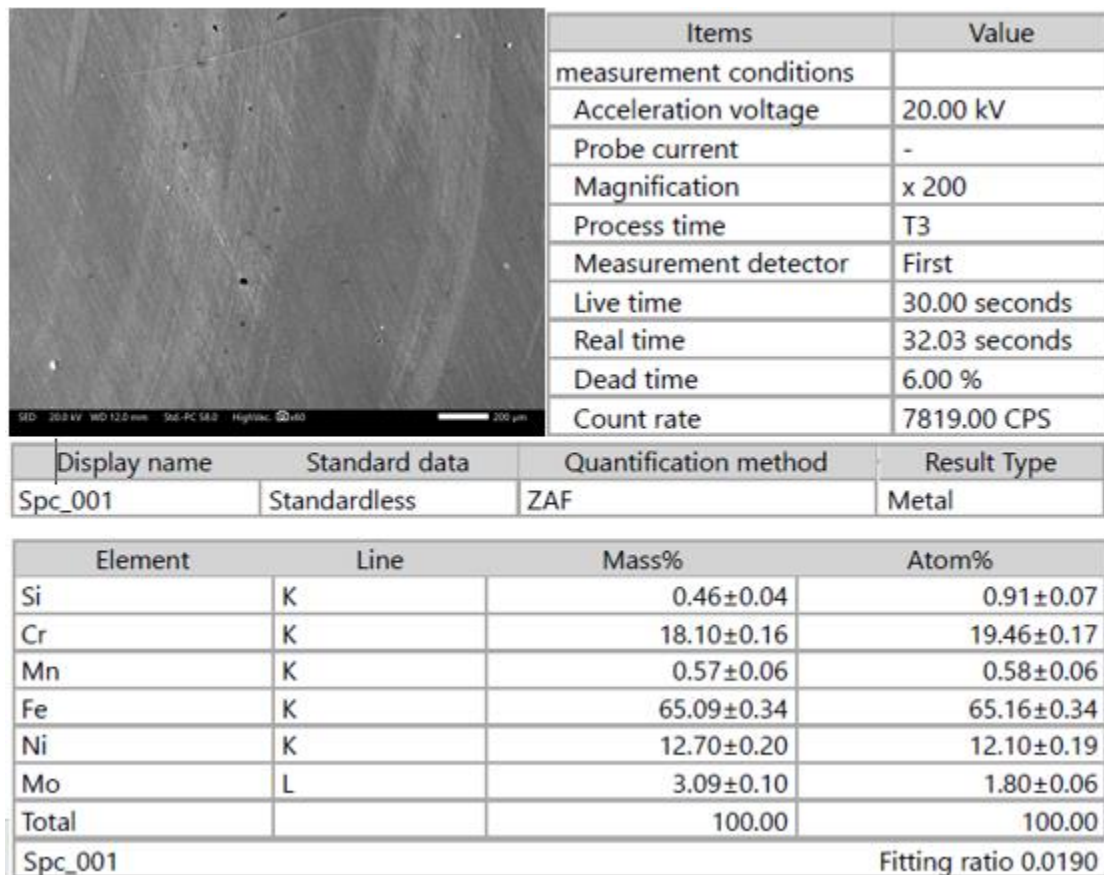 Items Value
measurement conditions
Acceleration voltage 20.00 kV
Probe current -
Magnification x 200
Process time T3
Measurement detector First
Live time 30.00 seconds
Real time 32.03 seconds
Dead time 6.00 %
Count rate 7819.00 CPS
SED 20.0 kV WD 12.0 mm Std.-PC 58.0 HighVac. x60 200 µm
Display name Standard data Quantification method Result Type
Spc_001 Standardless ZAF Metal
Element Line Mass% Atom%
Si K 0.46±0.04 0.91±0.07
Cr K 18.10±0.16 19.46±0.17
Mn K 0.57±0.06 0.58±0.06
Fe K 65.09±0.34 65.16±0.34
Ni K 12.70±0.20 12.10±0.19
Mo L 3.09±0.10 1.80±0.06
Total 100.00 100.00
Spc_001 Fitting ratio 0.0190